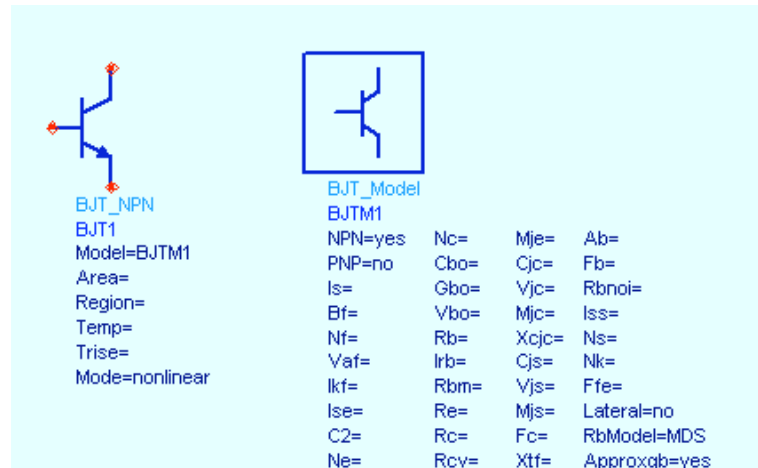 BJT_NPN
BJT1
Model=BJTM1
Area=
Region=
Temp=
Trise=
Mode=nonlinear
BJT_Model
BJTM1
NPN=yes Nc= Mje= Ab=
PNP=no Cbo= Cjc= Fb=
Is= Gbo= Vjc= Rbnoi=
Bf= Vbo= Mjc= Iss=
Nf= Rb= Xcjc= Ns=
Vaf= Irb= Cjs= Nk=
Ikf= Rbm= Vjs= Ffe=
Ise= Re= Mjs= Lateral=no
C2= Rc= Fc= RbModel=MDS
Ne= Rcv= Xtf= Approxqb=yes